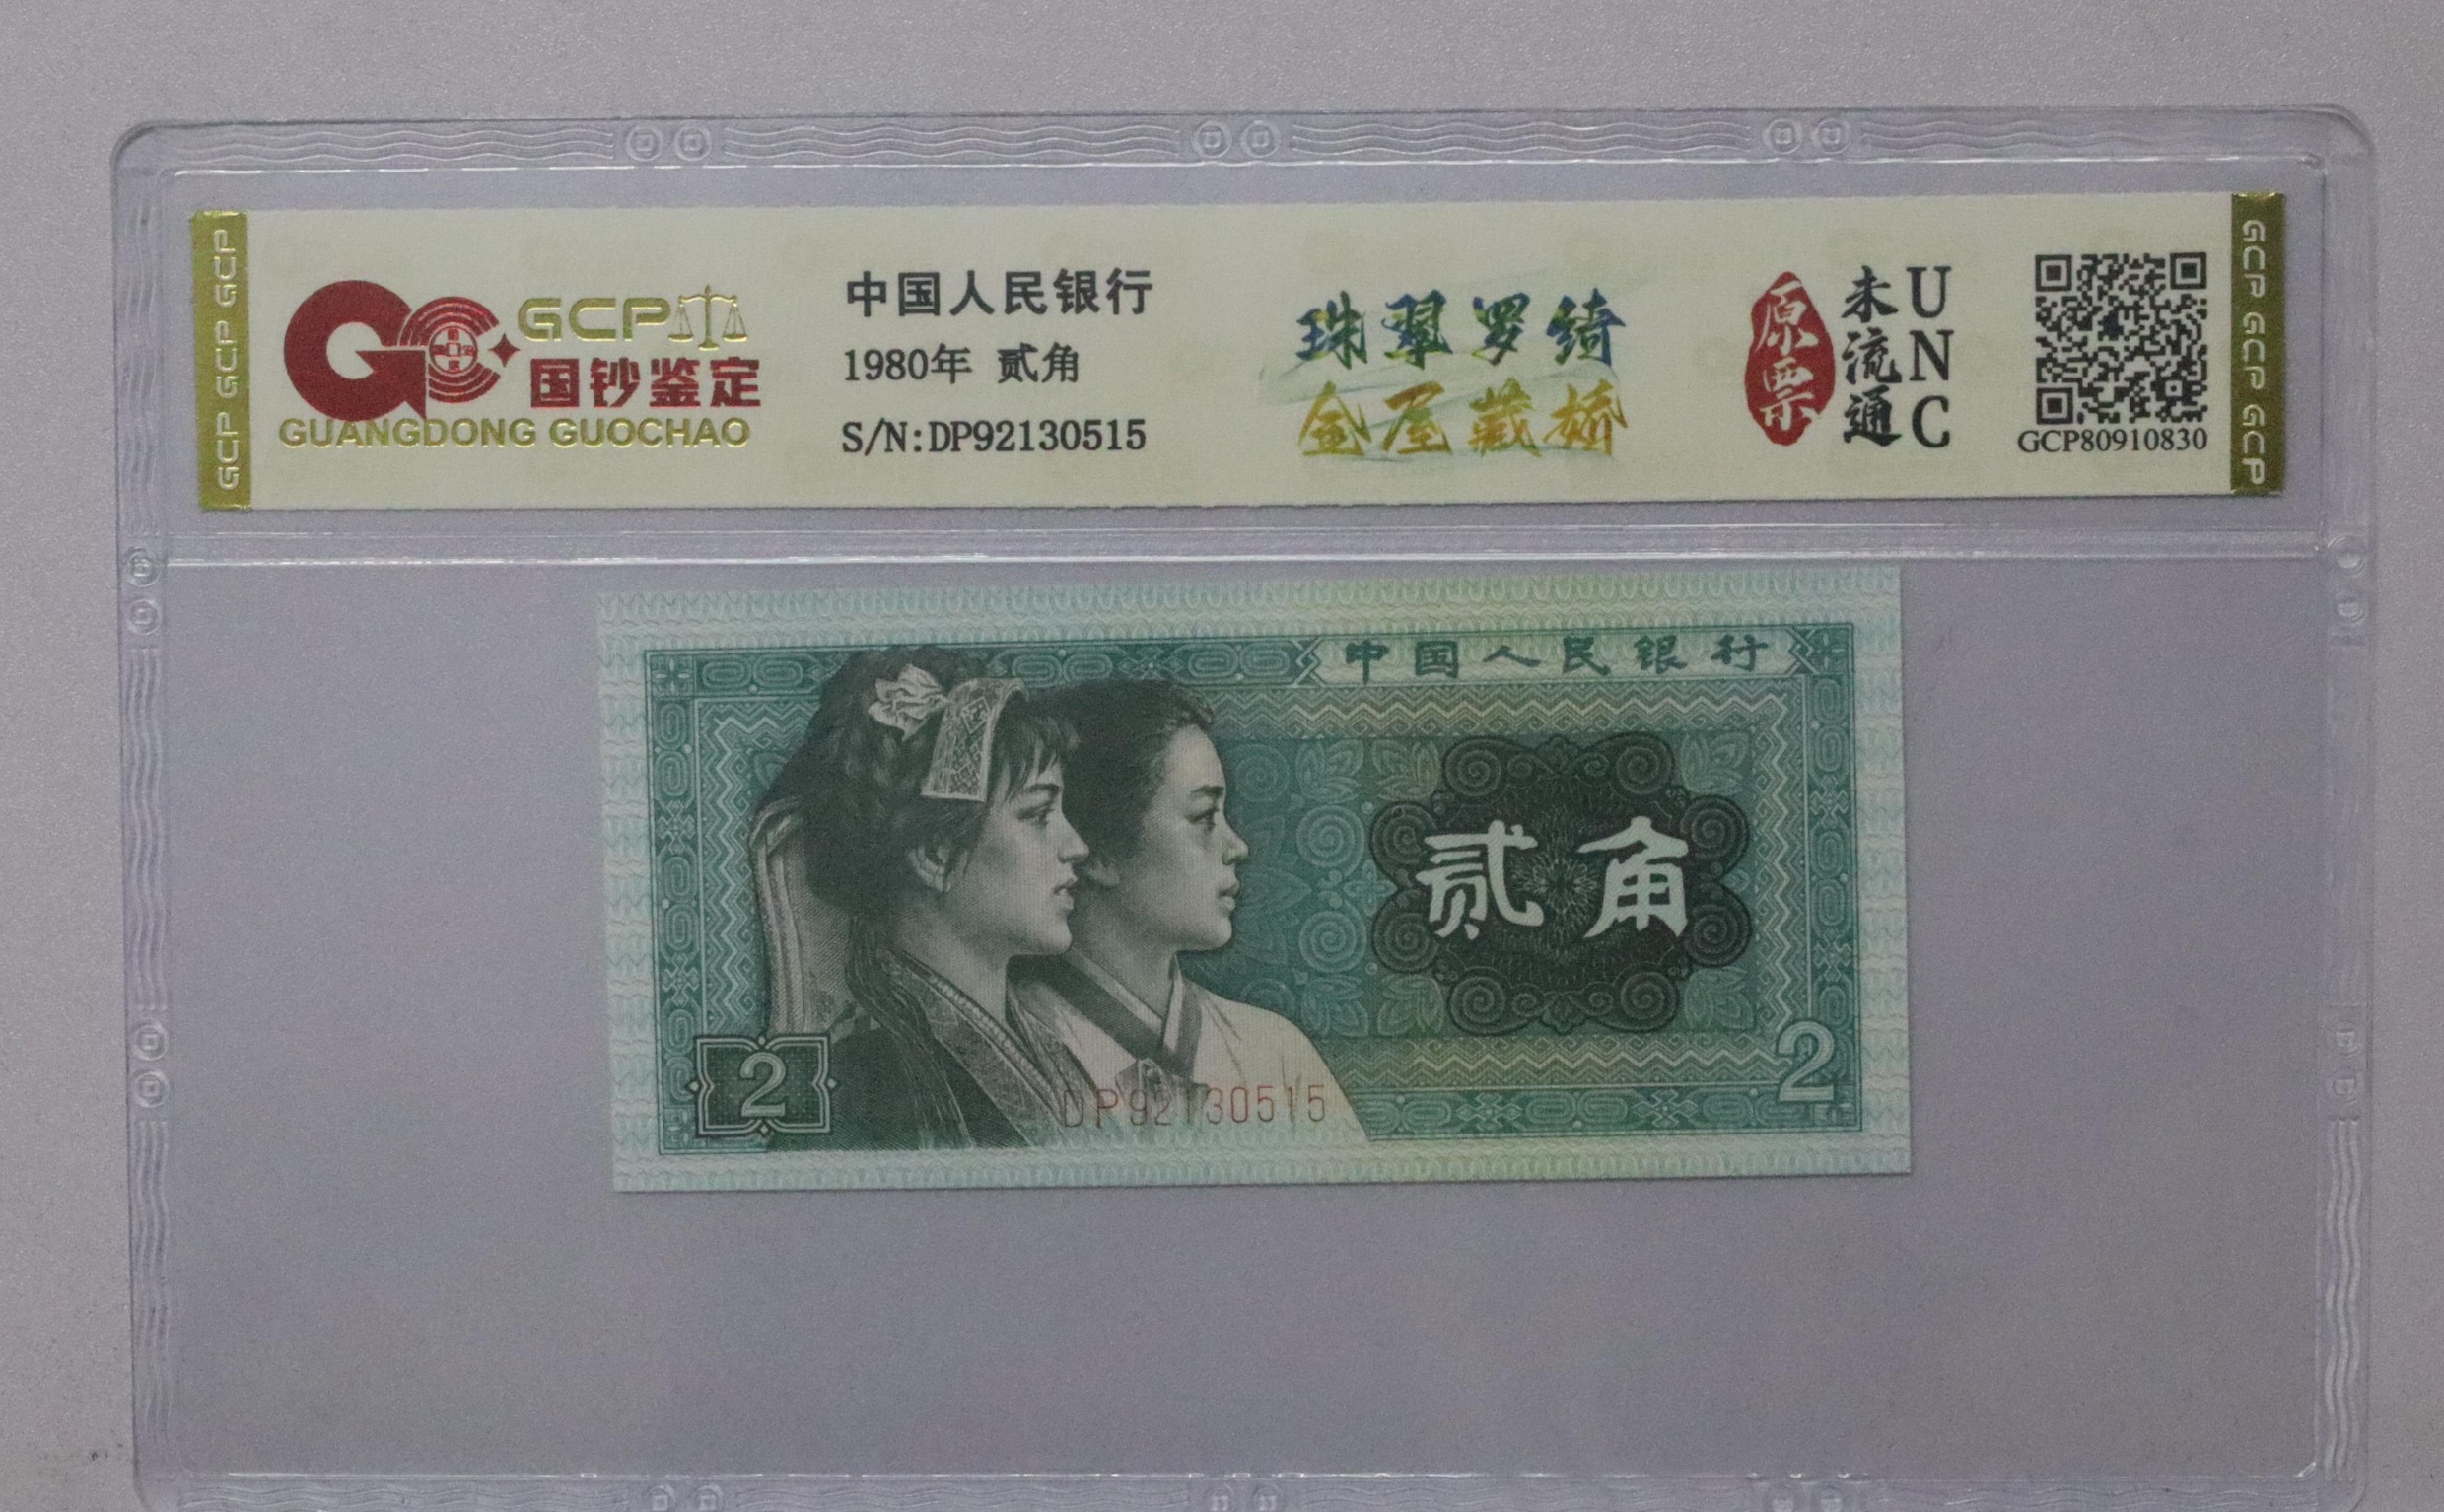 GCP GCP GCP
GCP
国钞鉴定
GUANGDONG GUOCHAO
中国人民银行
1980年 贰角
S/N:DP92130515
珠翠罗绮
金屋藏娇
原票
未流通
UNC
GCP80910830
GCP GCP GCP GCP
中国人民银行
贰角
2
DP92130515
2